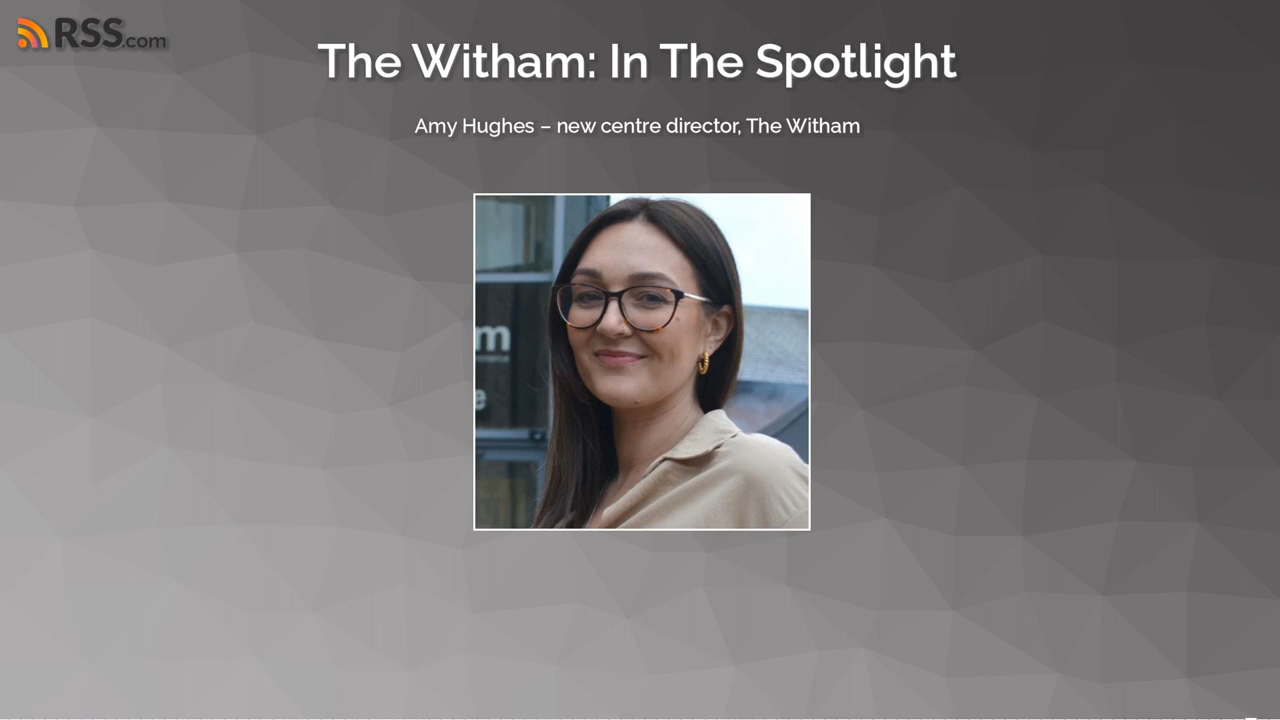 RSS.com
The Witham: In The Spotlight
Amy Hughes – new centre director, The Witham
m
e